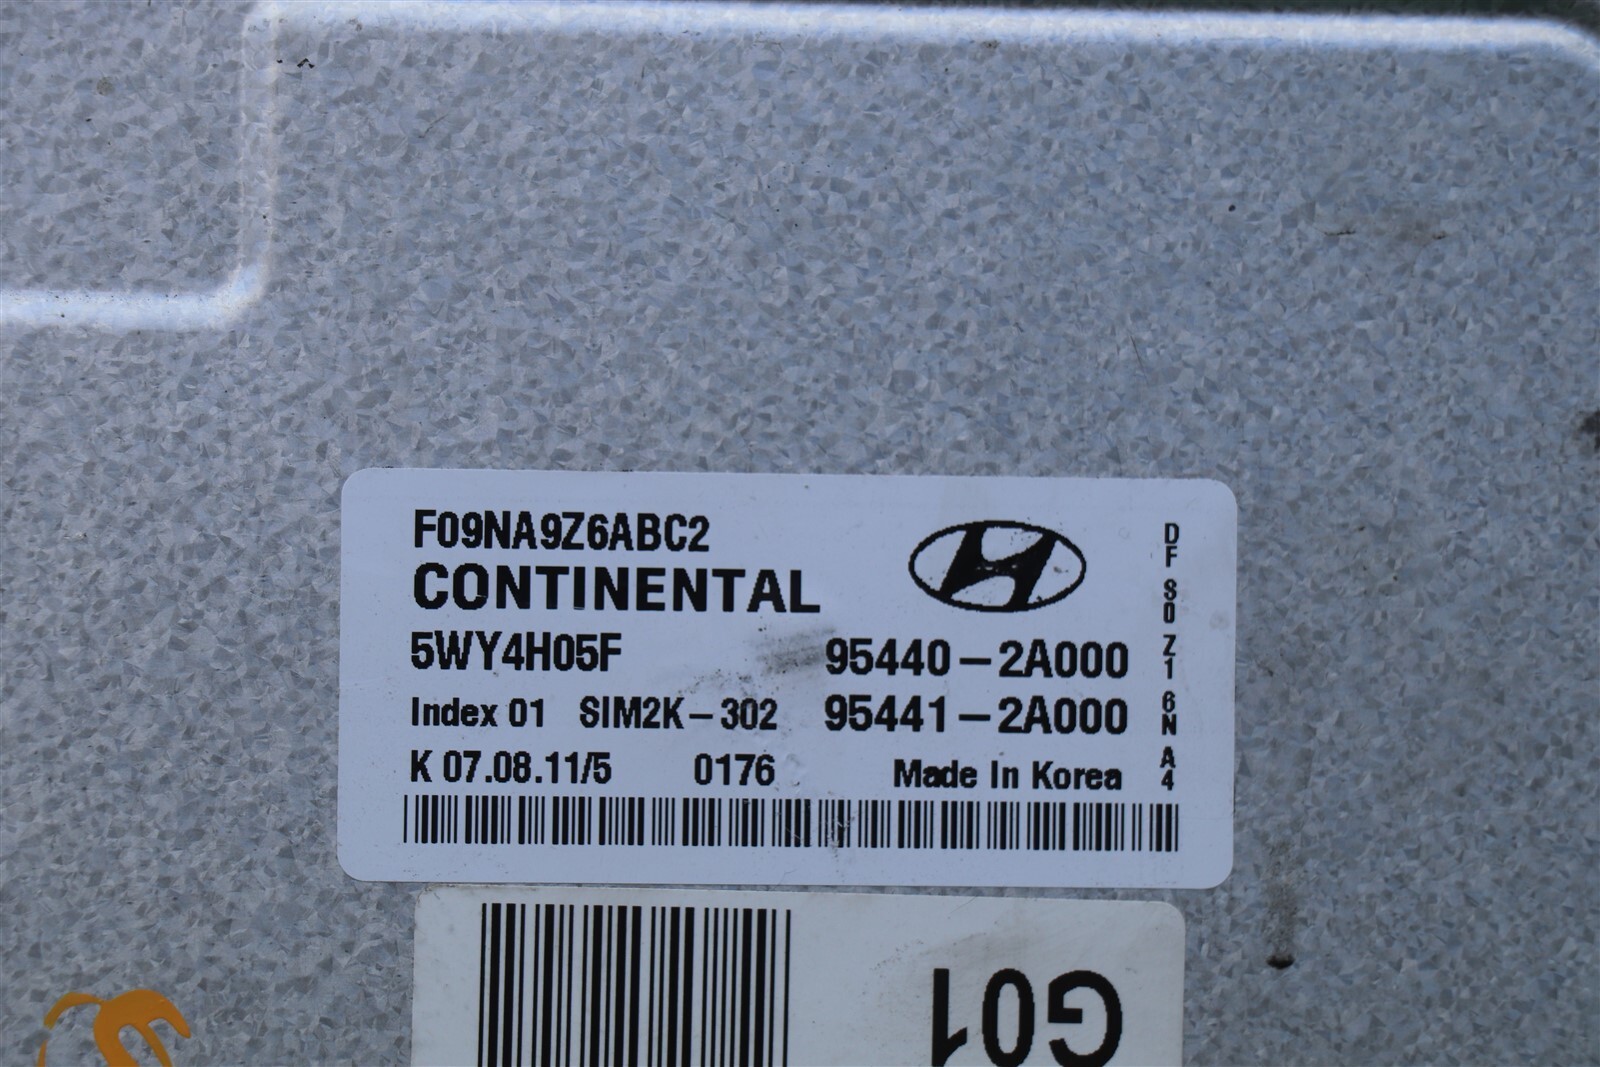 F09NA9Z6ABC2
CONTINENTAL
5WY4H05F
95440-2A000
Index 01 SIM2K-302
95441-2A000
K 07.08.11/5 0176
Made In Korea
DF S0 Z1 6N A4
G01